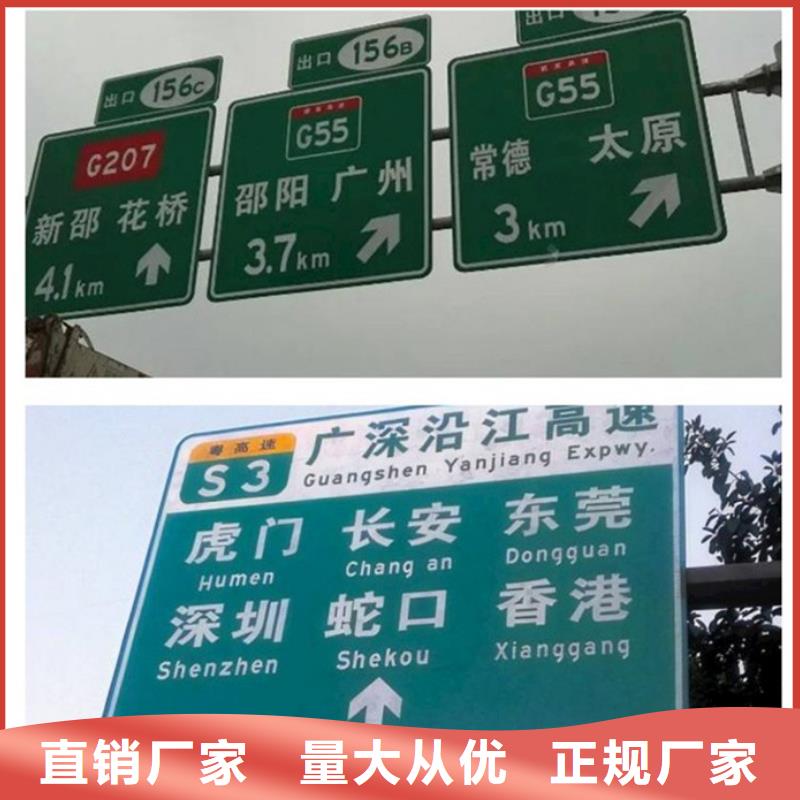 出口 156C
G207
新邵 花桥
4.1km
出口 156B
G55
邵阳 广州
3.7km
G55
常德 太原
3km
粤高速
S3
广深沿江高速
Guangshen Yanjiang Expwy.
虎门 长安 东莞
Humen Chang an Dongguan
深圳 蛇口 香港
Shenzhen Shekou Xianggang
直销厂家 量大从优 正规厂家